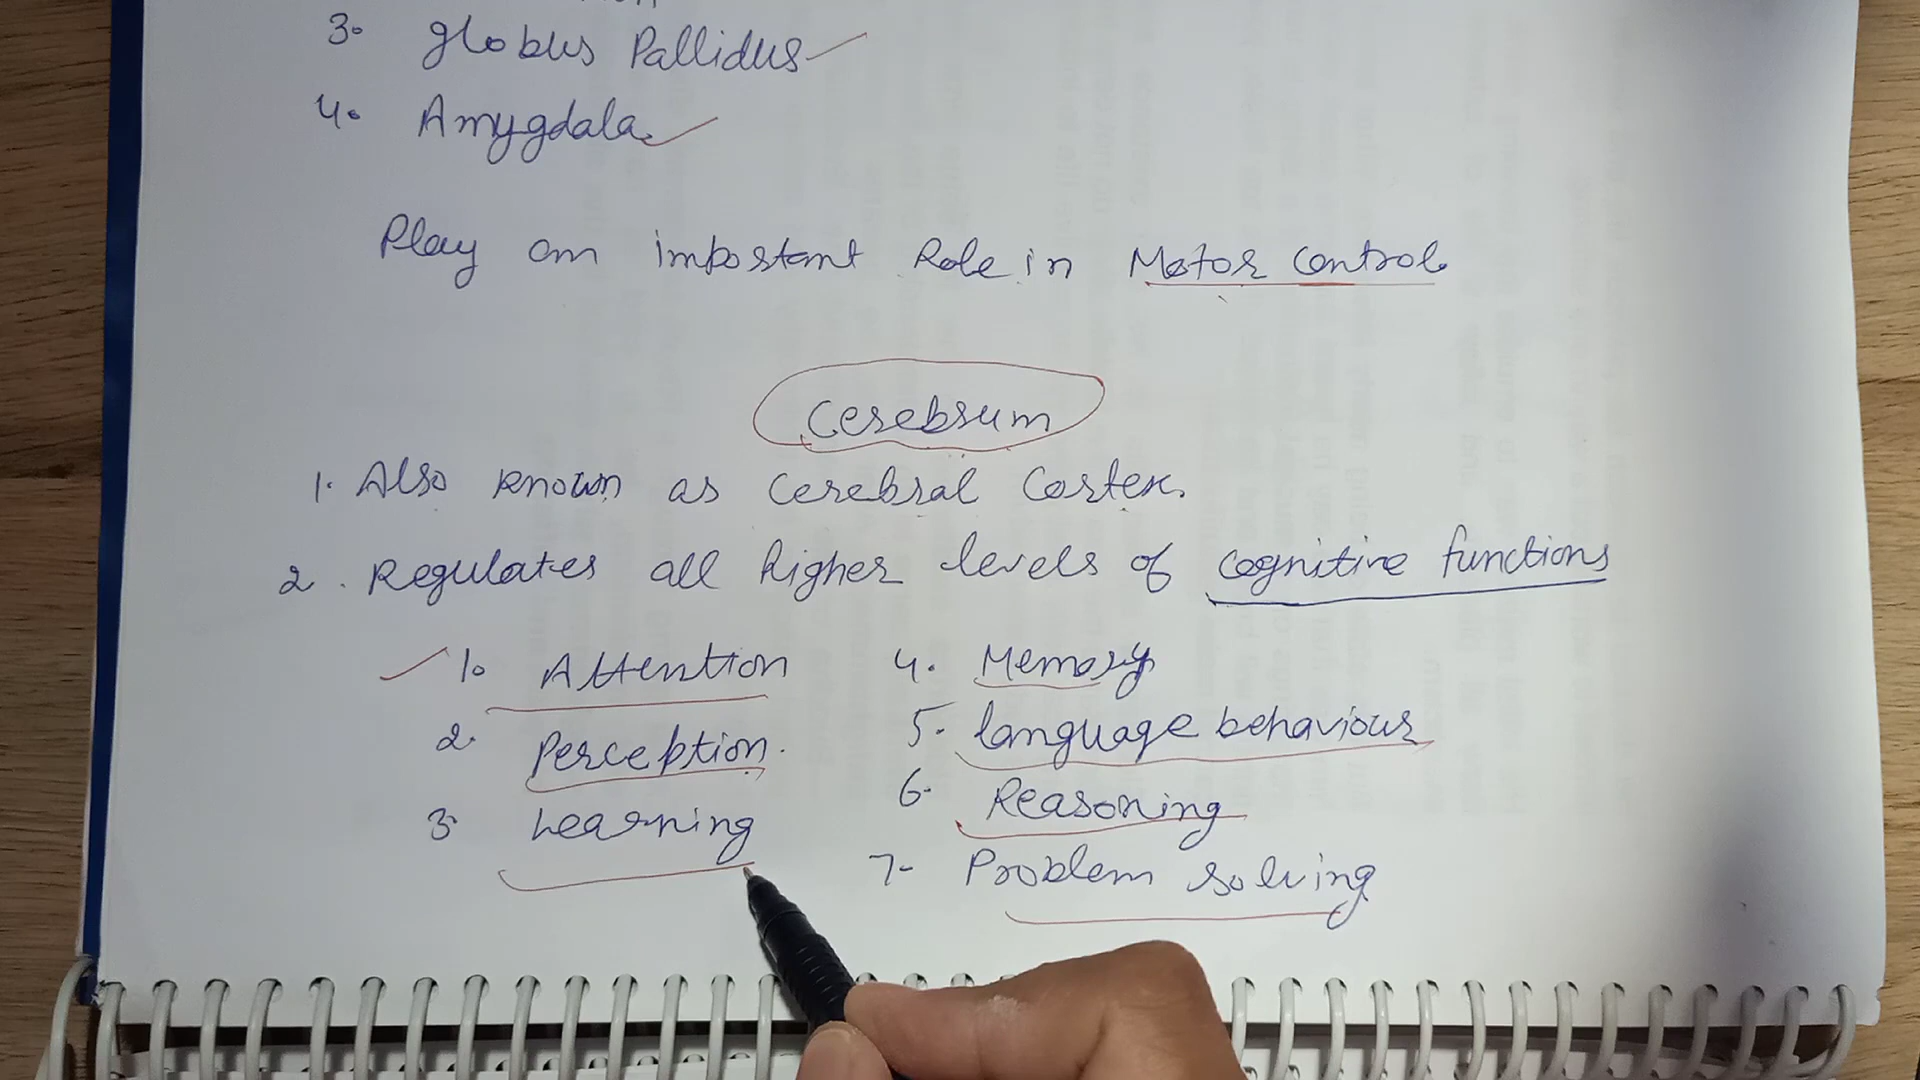 3. Globus Pallidus
4. Amygdala.
Play an important Role in Motor control.
Cerebrum
1. Also known as Cerebral Cortex.
2. Regulates all higher levels of cognitive functions
1. Attention
2. Perception.
3. Learning
4. Memory
5. language behaviour
6. Reasoning
7. Problem solving